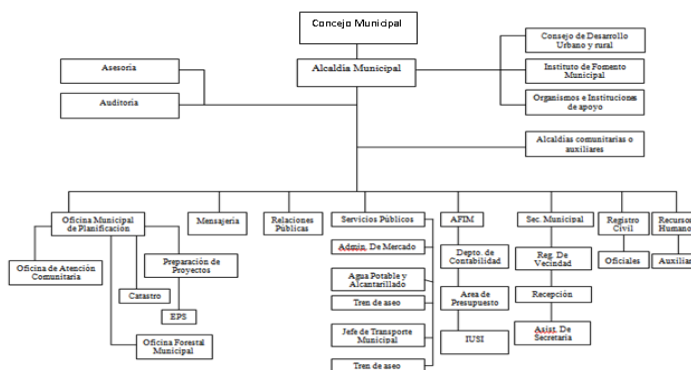 Concejo Municipal
Alcaldía Municipal
Consejo de Desarrollo
Urbano y rural
Instituto de Fomento
Municipal
Organismos e Instituciones
de apoyo
Asesoría
Auditoria
Alcaldías comunitarias o
auxiliares
Oficina Municipal
de Planificación
Mensajería
Relaciones
Públicas
Servicios Públicos
AFIM
Sec. Municipal
Registro
Civil
Recursos
Humano
Oficina de Atención
Comunitaria
Preparación de
Proyectos
Catastro
EPS
Oficina Forestal
Municipal
Admin. De Mercado
Agua Potable y
Alcantarillado
Tren de aseo
Jefe de Transporte
Municipal
Tren de aseo
Depto. de
Contabilidad
Area de
Presupuesto
IUSI
Reg. De
Vecindad
Recepción
Asist. De
Secretaria
Oficiales
Auxilia